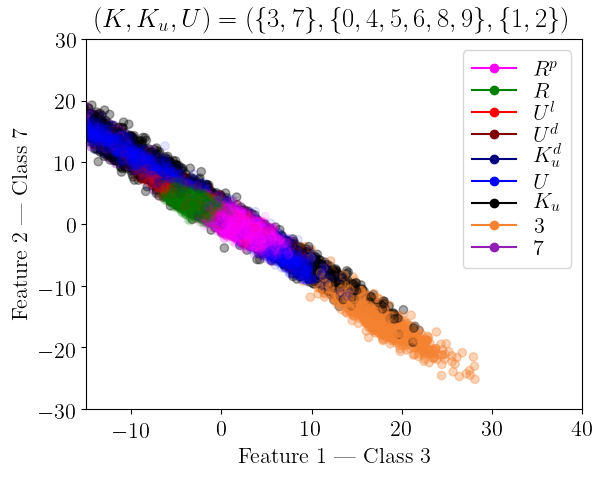 (K, K_u, U) = ({3, 7}, {0, 4, 5, 6, 8, 9}, {1, 2})
30
20
10
0
−10
−20
−30
Feature 2 — Class 7
R^p
R
U^l
U^d
K_u^d
U
K_u
3
7
−10
0
10
20
30
40
Feature 1 — Class 3